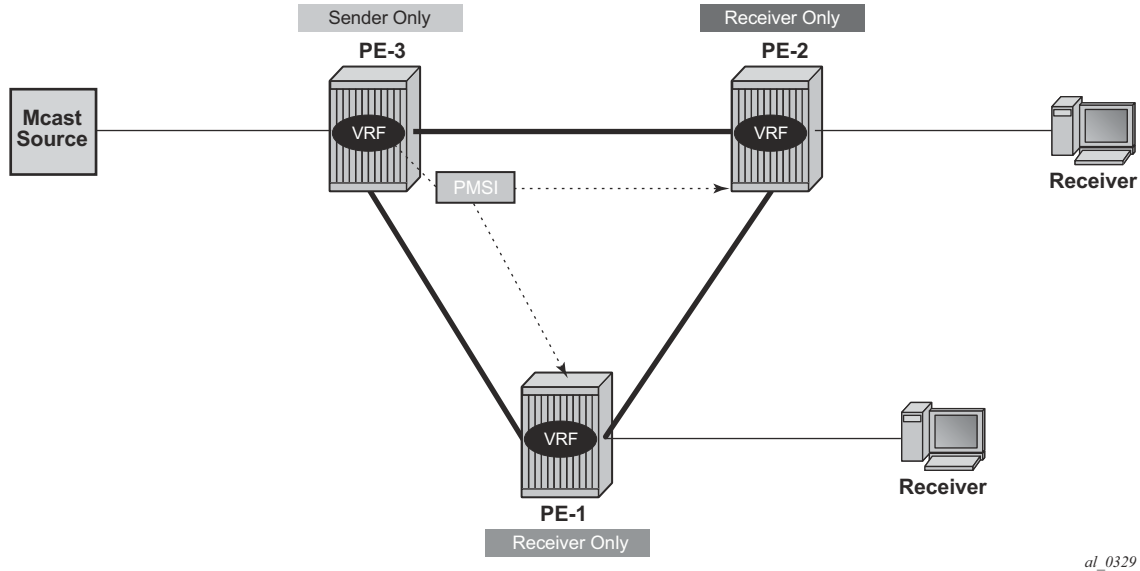 Sender Only
Receiver Only
PE-3
PE-2
Mcast
Source
VRF
VRF
PMSI
Receiver
VRF
Receiver
PE-1
Receiver Only
al_0329